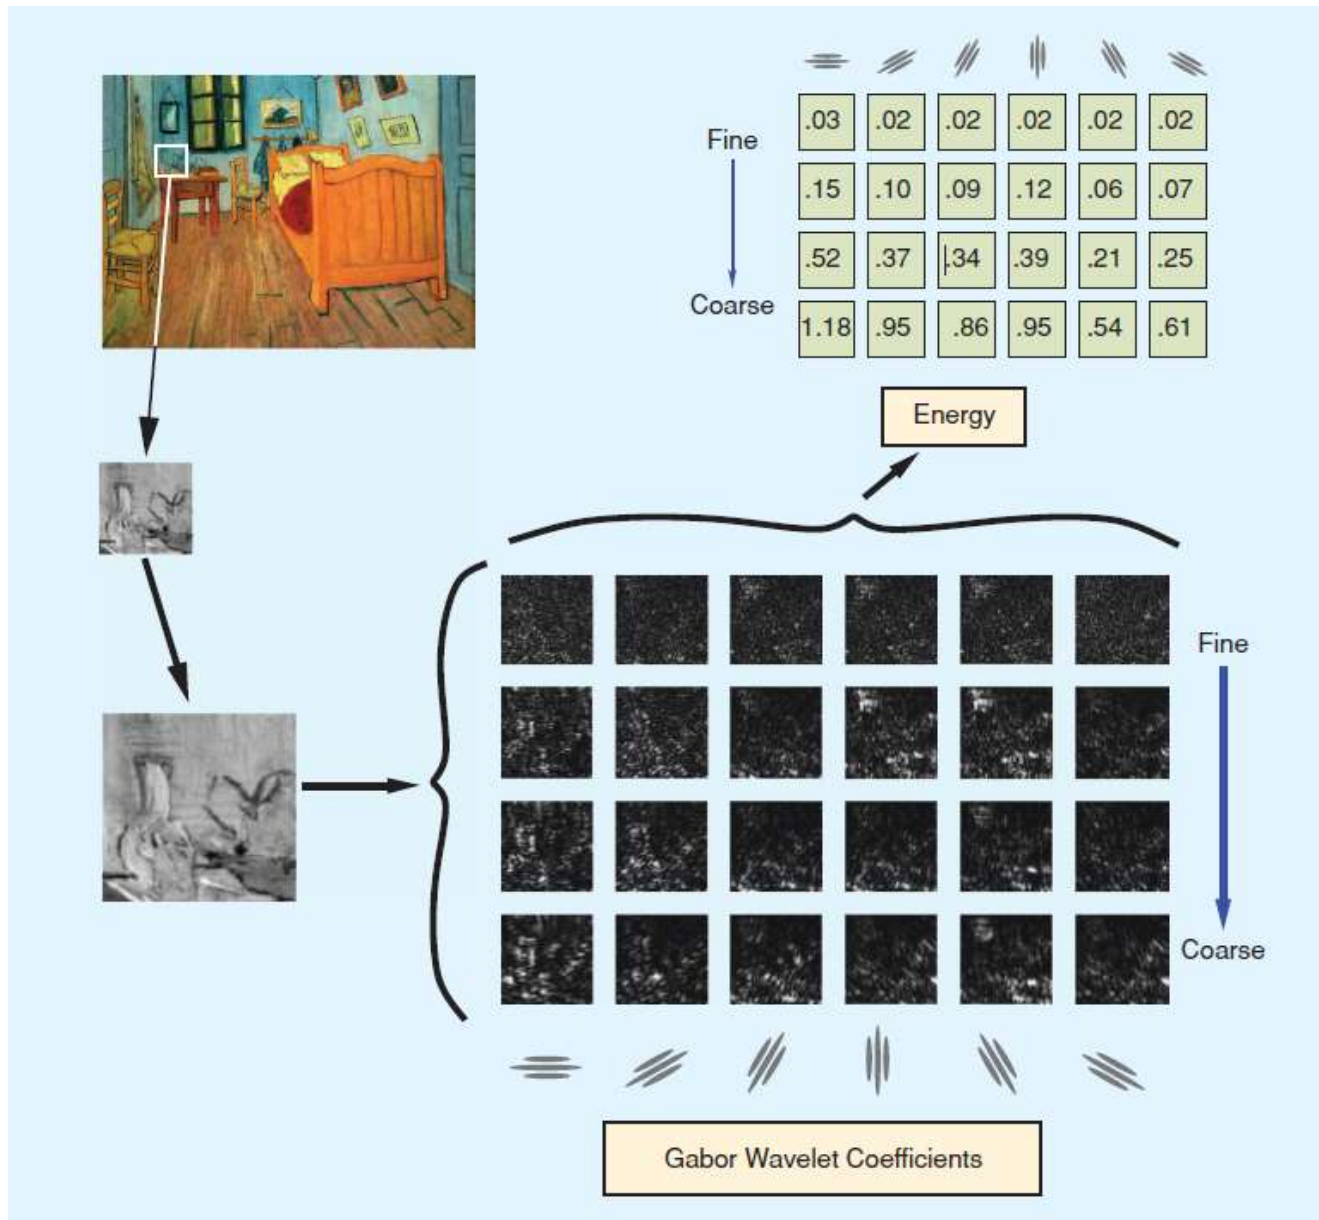 Fine
Coarse
.03 .02 .02 .02 .02 .02
.15 .10 .09 .12 .06 .07
.52 .37 .34 .39 .21 .25
1.18 .95 .86 .95 .54 .61
Energy
Fine
Coarse
Gabor Wavelet Coefficients